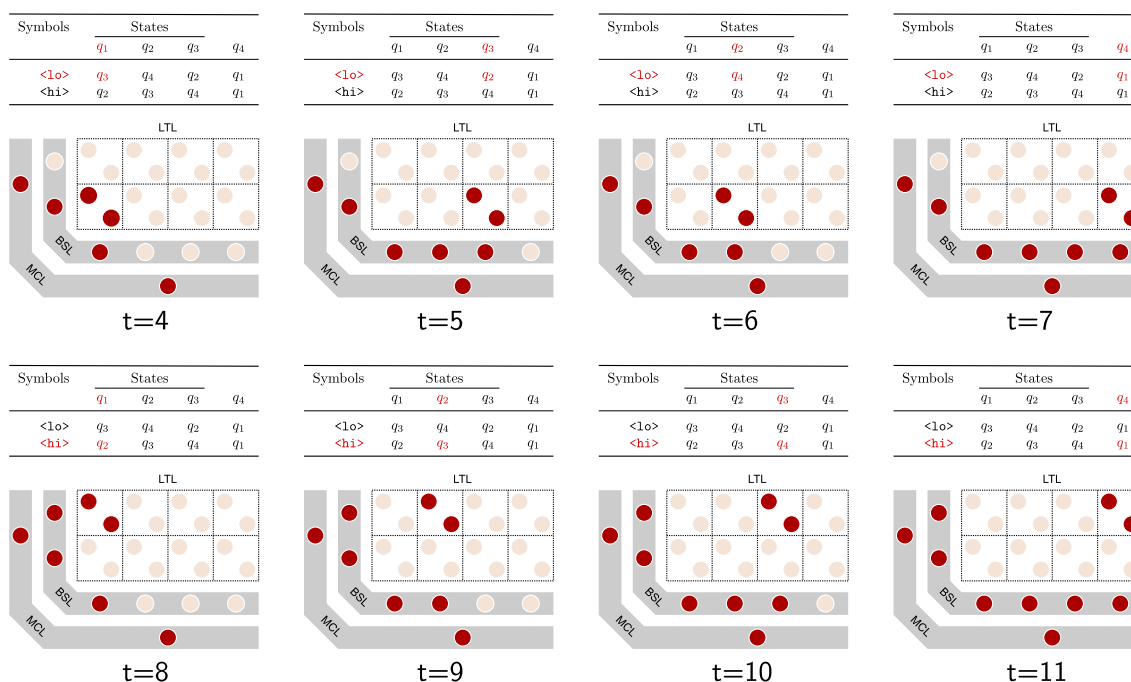 Symbols States
q₁ q₂ q₃ q₄
<lo> q₃ q₄ q₂ q₁
<hi> q₂ q₃ q₄ q₁
LTL
BSL
MCL
t=4
Symbols States
q₁ q₂ q₃ q₄
<lo> q₃ q₄ q₂ q₁
<hi> q₂ q₃ q₄ q₁
LTL
BSL
MCL
t=5
Symbols States
q₁ q₂ q₃ q₄
<lo> q₃ q₄ q₂ q₁
<hi> q₂ q₃ q₄ q₁
LTL
BSL
MCL
t=6
Symbols States
q₁ q₂ q₃ q₄
<lo> q₃ q₄ q₂ q₁
<hi> q₂ q₃ q₄ q₁
LTL
BSL
MCL
t=7
Symbols States
q₁ q₂ q₃ q₄
<lo> q₃ q₄ q₂ q₁
<hi> q₂ q₃ q₄ q₁
LTL
BSL
MCL
t=8
Symbols States
q₁ q₂ q₃ q₄
<lo> q₃ q₄ q₂ q₁
<hi> q₂ q₃ q₄ q₁
LTL
BSL
MCL
t=9
Symbols States
q₁ q₂ q₃ q₄
<lo> q₃ q₄ q₂ q₁
<hi> q₂ q₃ q₄ q₁
LTL
BSL
MCL
t=10
Symbols States
q₁ q₂ q₃ q₄
<lo> q₃ q₄ q₂ q₁
<hi> q₂ q₃ q₄ q₁
LTL
BSL
MCL
t=11